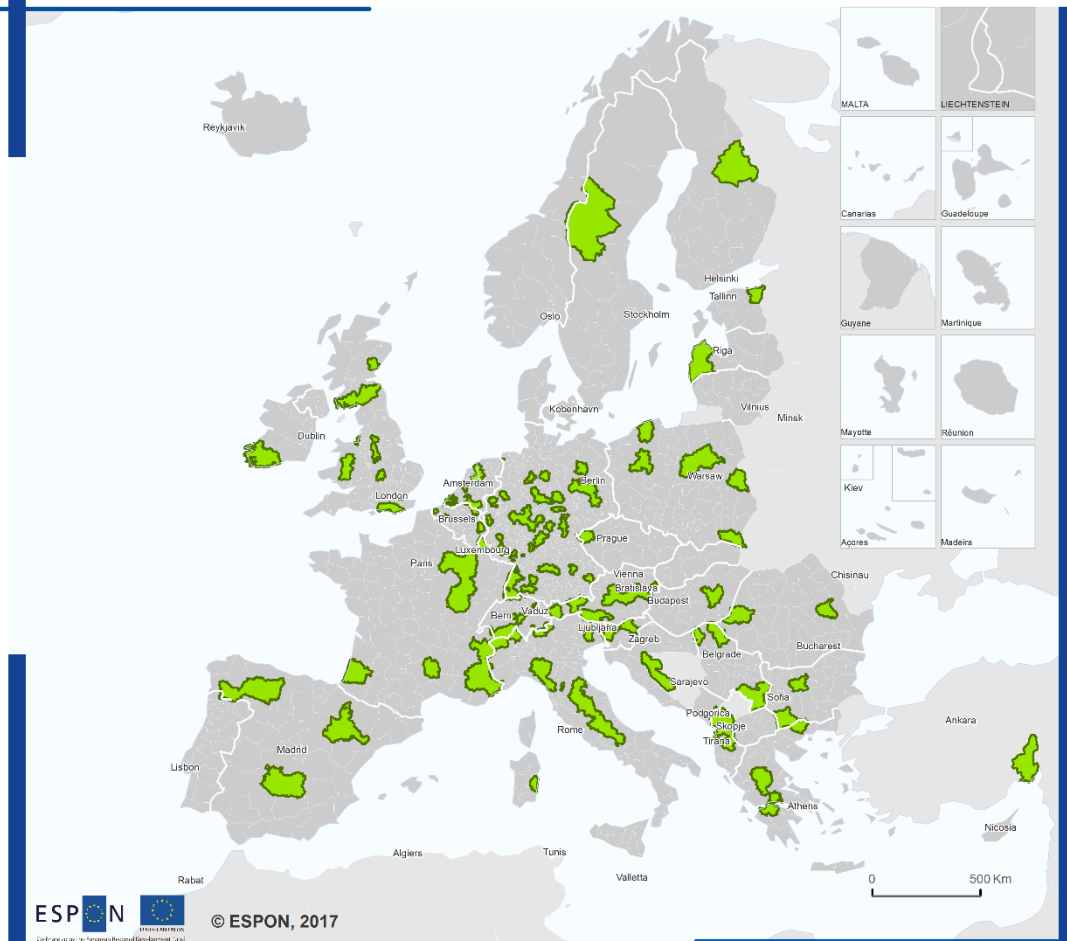 MALTA
LIECHTENSTEIN
Reykjavik
Canarias
Guadeloupe
Helsinki
Tallinn
Oslo
Stockholm
Guyane
Martinique
Riga
Kobenhavn
Vilnius
Minsk
Mayotte
Réunion
Dublin
Amsterdam
Berlin
Warsaw
Kiev
London
Brussels
Açores
Madeira
Prague
Luxembourg
Paris
Vienna
Bratislava
Chisinau
Budapest
Bern
Vaduz
Ljubljana
Zagreb
Bucharest
Belgrade
Sarajevo
Sofia
Podgorica
Skopje
Ankara
Rome
Tirana
Madrid
Lisbon
Athens
Nicosia
Algiers
Tunis
Valletta
Rabat
0
500 Km
ESPON
© ESPON, 2017